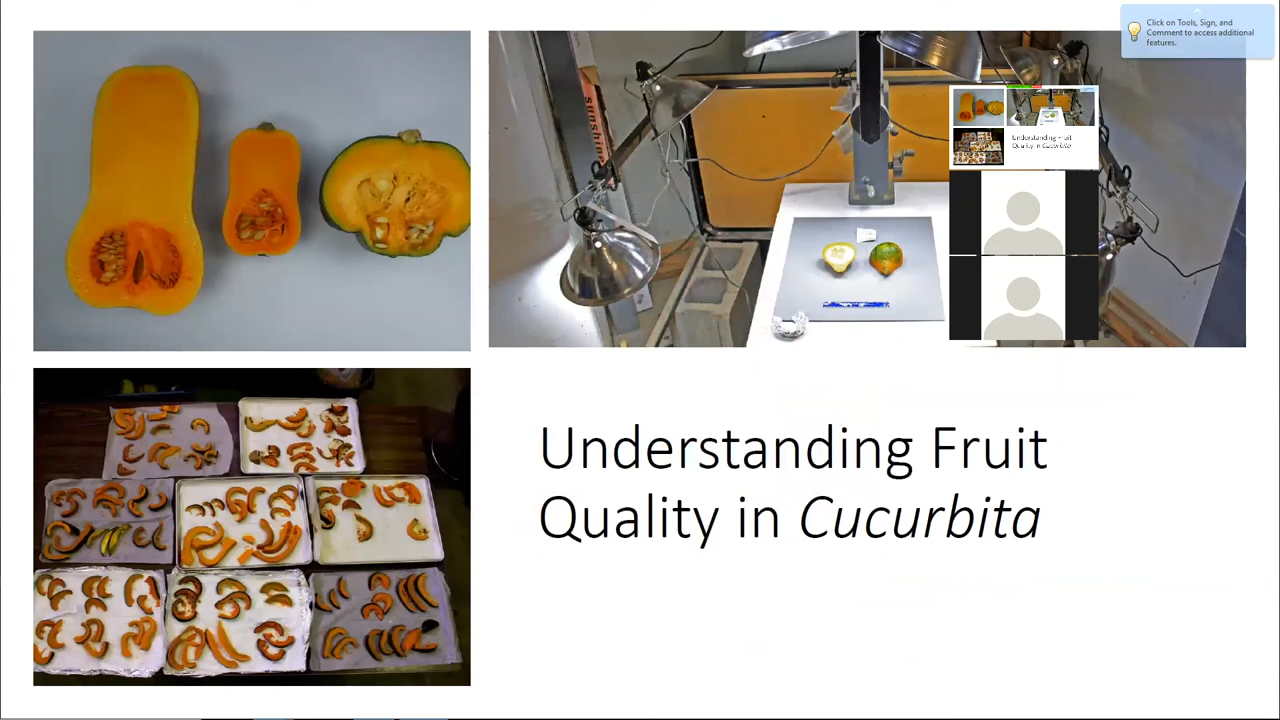 Click on Tools, Sign, and
Comment to access additional
features.
sunshine
Understanding Fruit
Quality in Cucurbita
Understanding Fruit
Quality in Cucurbita